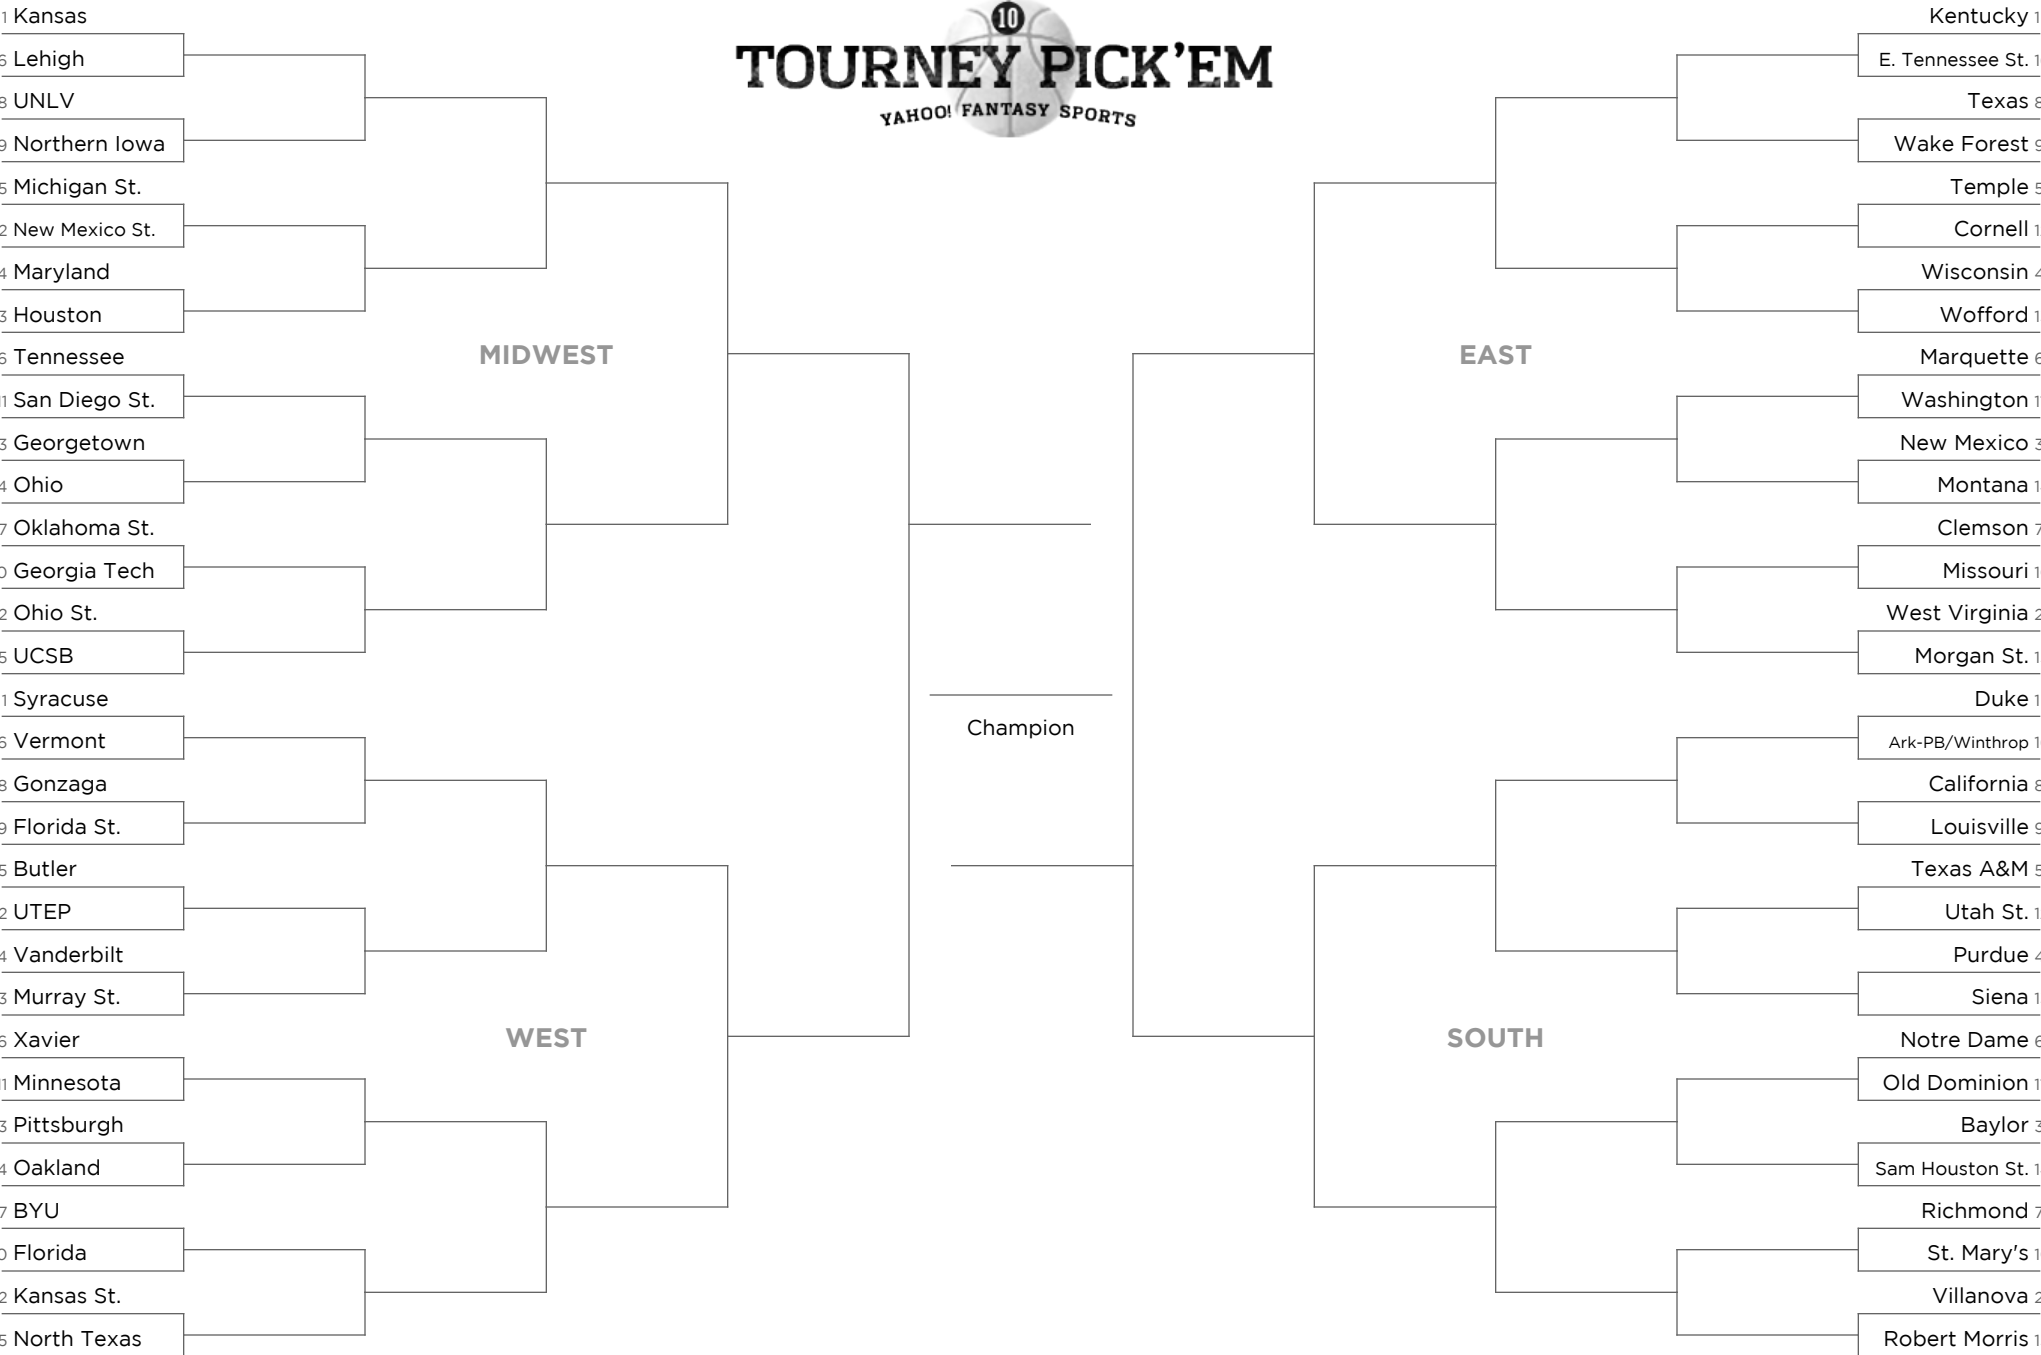 10
TOURNEY PICK'EM
YAHOO! FANTASY SPORTS
1 Kansas
6 Lehigh
8 UNLV
9 Northern Iowa
5 Michigan St.
2 New Mexico St.
4 Maryland
3 Houston
6 Tennessee
11 San Diego St.
3 Georgetown
4 Ohio
7 Oklahoma St.
0 Georgia Tech
2 Ohio St.
5 UCSB
MIDWEST
1 Syracuse
6 Vermont
8 Gonzaga
9 Florida St.
5 Butler
2 UTEP
4 Vanderbilt
3 Murray St.
6 Xavier
11 Minnesota
3 Pittsburgh
4 Oakland
7 BYU
0 Florida
2 Kansas St.
5 North Texas
WEST
Champion
Kentucky 1
E. Tennessee St. 1
Texas 8
Wake Forest 9
Temple 5
Cornell 1
Wisconsin 4
Wofford 1
Marquette 6
Washington 1
New Mexico 3
Montana 1
Clemson 7
Missouri 1
West Virginia 2
Morgan St. 1
EAST
Duke 1
Ark-PB/Winthrop 1
California 8
Louisville 9
Texas A&M 5
Utah St. 1
Purdue 4
Siena 1
Notre Dame 6
Old Dominion 1
Baylor 3
Sam Houston St. 1
Richmond 7
St. Mary's 1
Villanova 2
Robert Morris 1
SOUTH